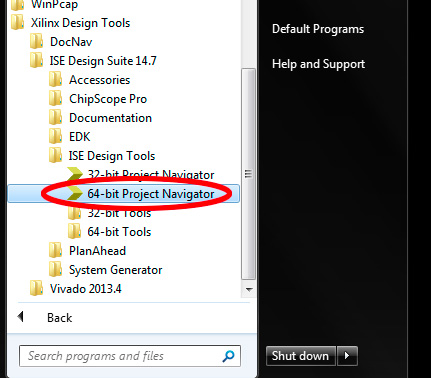 WinPcap
Xilinx Design Tools
DocNav
ISE Design Suite 14.7
Accessories
ChipScope Pro
Documentation
EDK
ISE Design Tools
32-bit Project Navigator
64-bit Project Navigator
32-bit Tools
64-bit Tools
PlanAhead
System Generator
Vivado 2013.4
Back
Search programs and files
Default Programs
Help and Support
Shut down